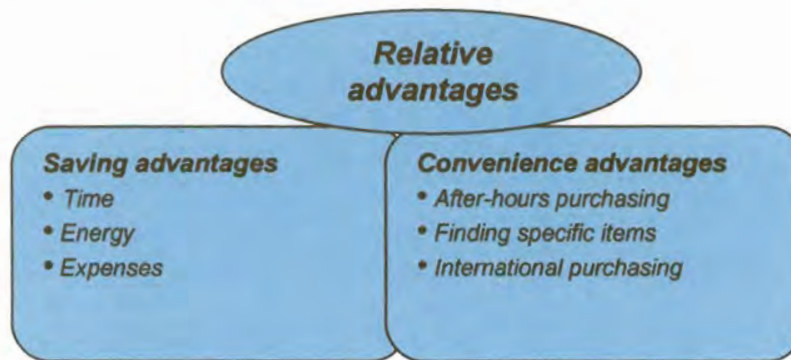 Relative
advantages
Saving advantages
• Time
• Energy
• Expenses
Convenience advantages
• After-hours purchasing
• Finding specific items
• International purchasing